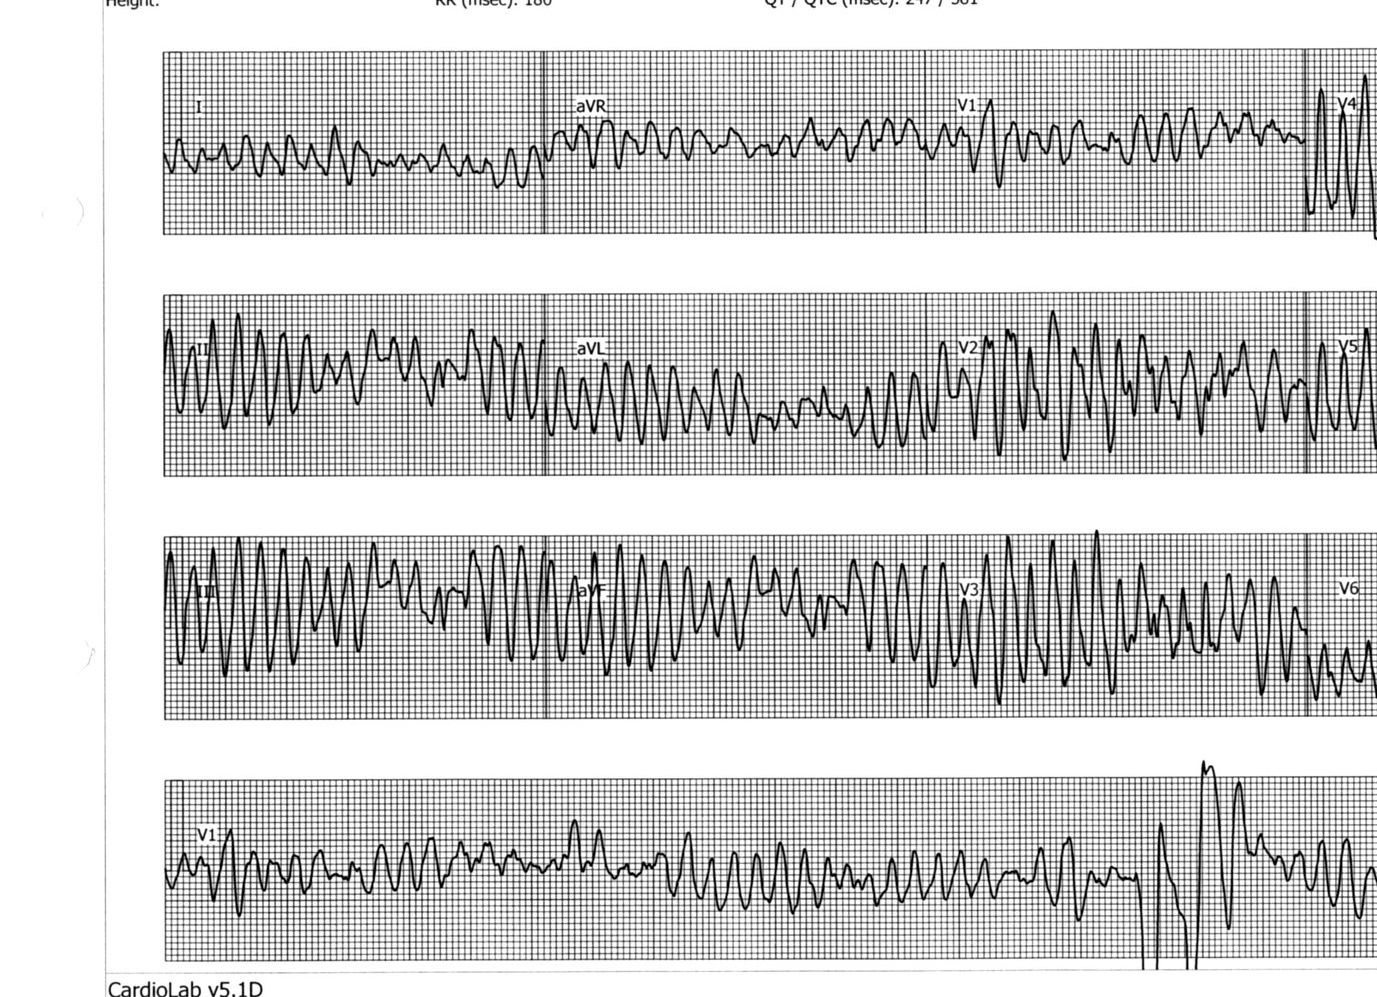 Height: RR (msec): 180 QT / QTC (msec): 247 / 581
I aVR V1 V4
II aVL V2 V5
III aVF V3 V6
V1
CardioLab v5.1D